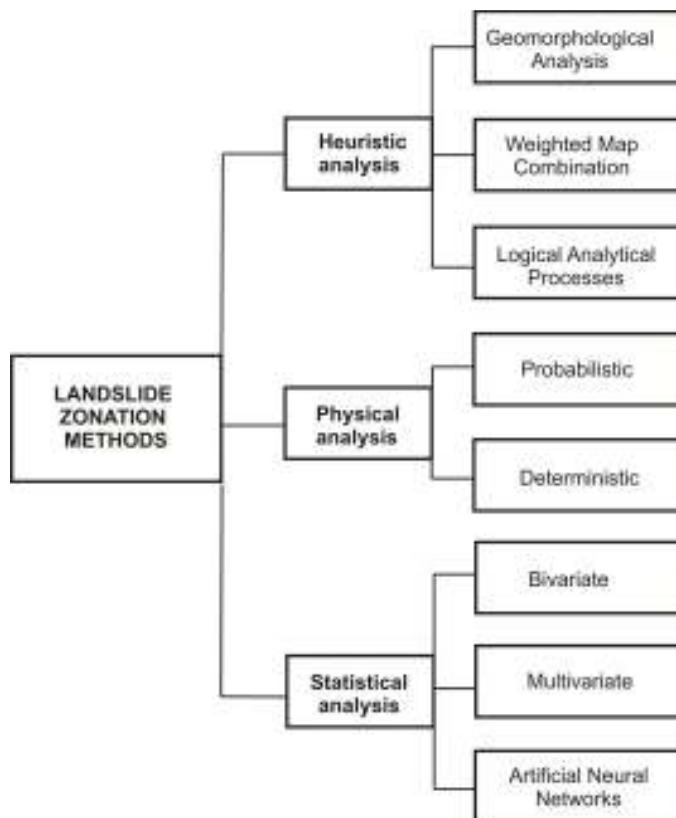 Geomorphological
Analysis
Heuristic
analysis
Weighted Map
Combination
Logical Analytical
Processes
LANDSLIDE
ZONATION
METHODS
Physical
analysis
Probabilistic
Deterministic
Statistical
analysis
Bivariate
Multivariate
Artificial Neural
Networks